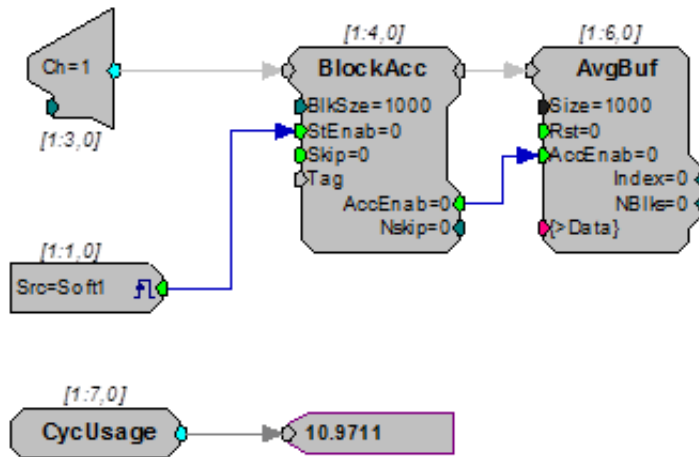 [1:4,0]
[1:6,0]
Ch=1
BlockAcc
AvgBuf
BlkSze=1000
Size=1000
StEnab=0
Rst=0
[1:3,0]
Skip=0
AccEnab=0
Tag
Index=0
AccEnab=0
NBlks=0
Nskip=0
{>Data}
[1:1,0]
Src=Soft1
[1:7,0]
CycUsage
10.9711